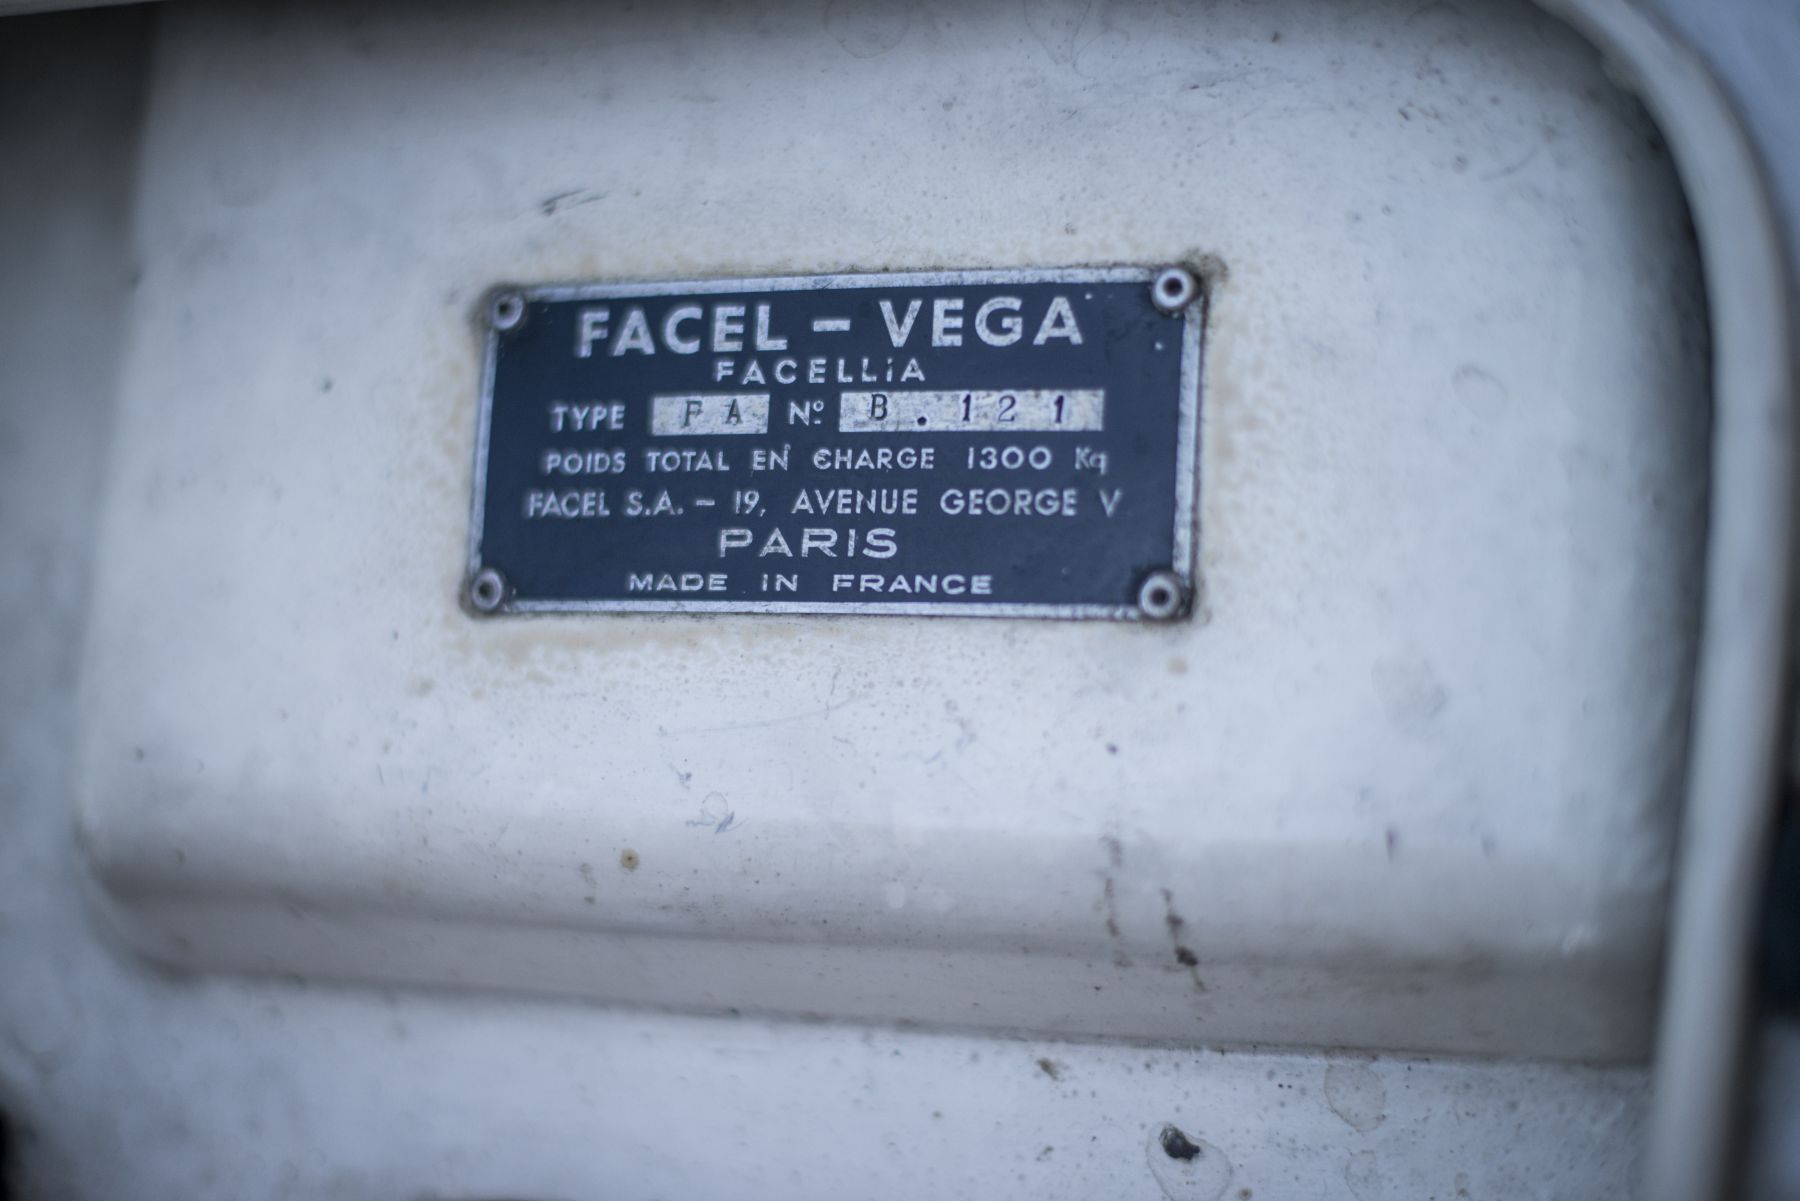 FACEL - VEGA
FACELLiA
TYPE FA Nº B.121
POIDS TOTAL EN CHARGE 1300 Kg
FACEL S.A. - 19, AVENUE GEORGE V
PARIS
MADE IN FRANCE